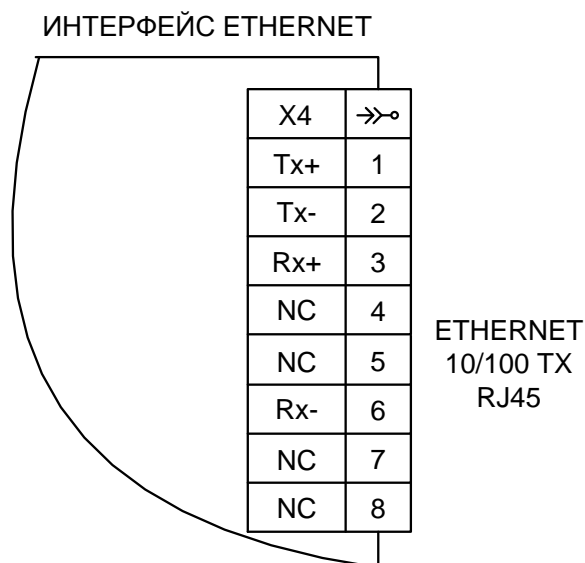 ИНТЕРФЕЙС ETHERNET
X4
Tx+ 1
Tx- 2
Rx+ 3
NC 4
NC 5
Rx- 6
NC 7
NC 8
ETHERNET
10/100 TX
RJ45